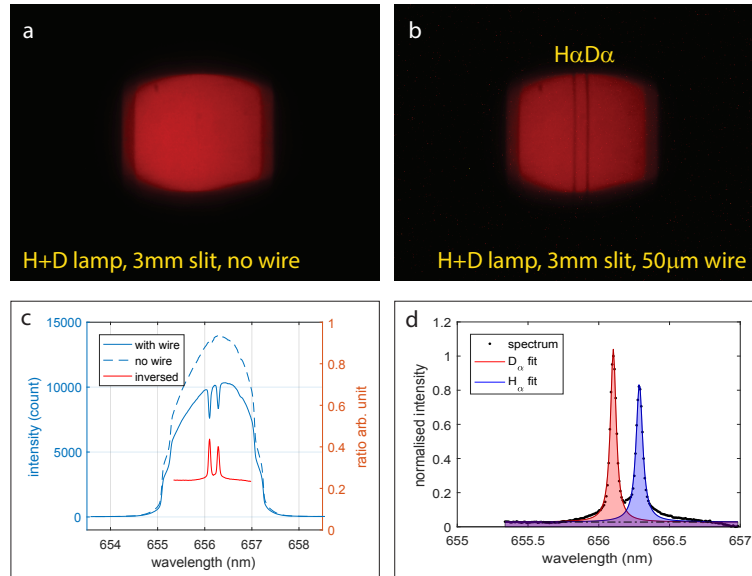 a
H+D lamp, 3mm slit, no wire
b
HαDα
H+D lamp, 3mm slit, 50μm wire
c
15000
10000
5000
0
intensity (count)
with wire
no wire
inversed
1
0.8
0.6
0.4
0.2
0
ratio arb. unit
654 655 656 657 658
wavelength (nm)
d
1.2
1
0.8
0.6
0.4
0.2
0
normalised intensity
spectrum
Dα fit
Hα fit
655 655.5 656 656.5 657
wavelength (nm)